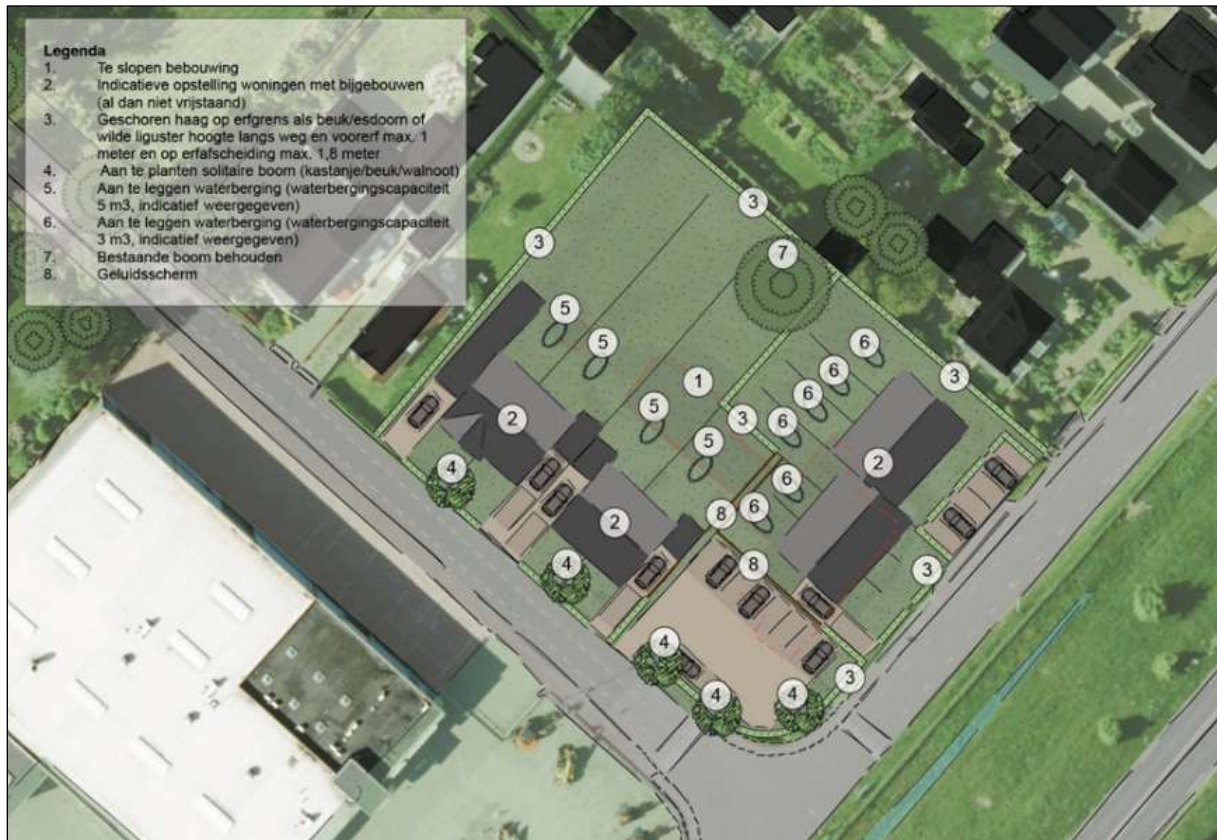 Legenda
1. Te slopen bebouwing
2. Indicatieve opstelling woningen met bijgebouwen
(al dan niet vrijstaand)
3. Geschoren haag op erfgrens als beuk/esdoorn of
wilde liguster hoogte langs weg en voorerf max. 1
meter en op erfafscheiding max. 1,8 meter
4. Aan te planten solitaire boom (kastanje/beuk/walnoot)
5. Aan te leggen waterberging (waterbergingscapaciteit
5 m3, indicatief weergegeven)
6. Aan te leggen waterberging (waterbergingscapaciteit
3 m3, indicatief weergegeven)
7. Bestaande boom behouden
8. Geluidsscherm
3
3
7
5
5
6
6
1
3
6
5
3
6
2
5
2
4
6
6
8
2
8
4
3
4
3
4
4